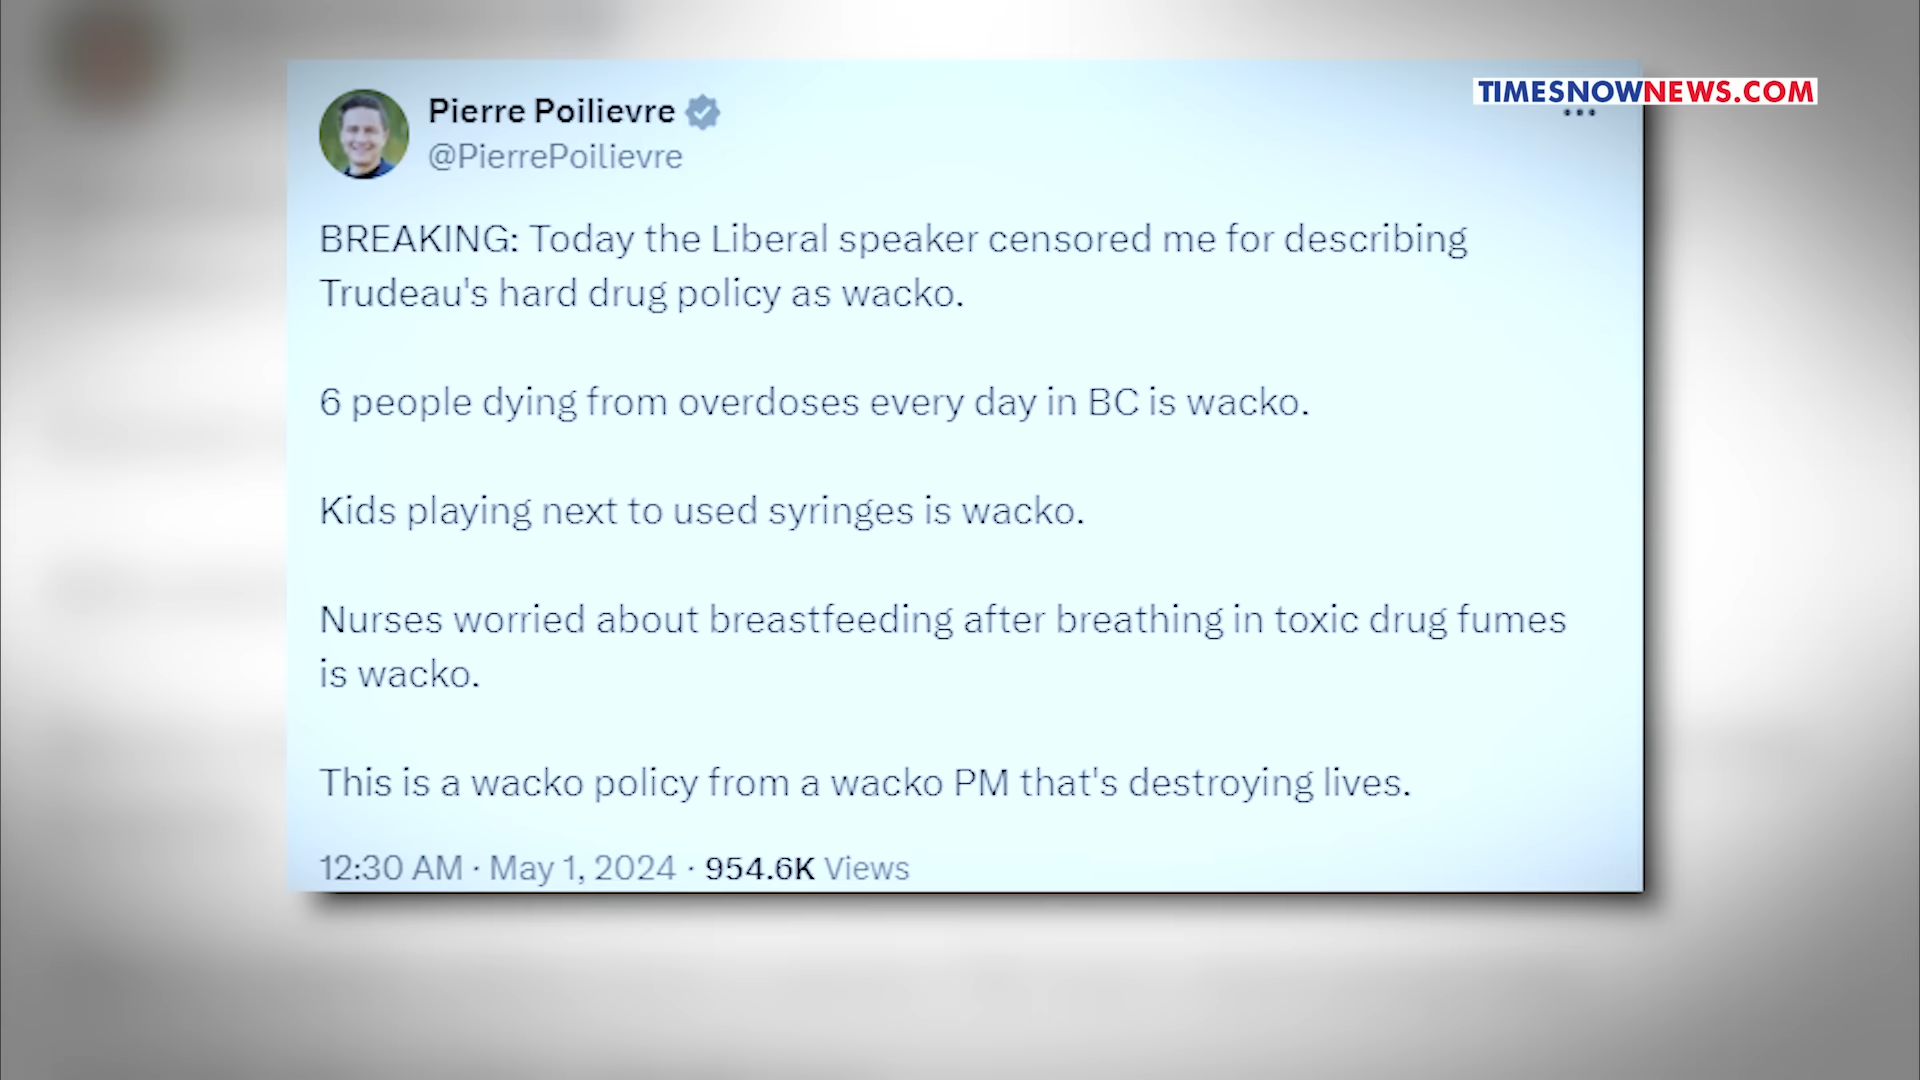 TIMESNOWNEWS.COM
Pierre Poilievre
@PierrePoilievre
BREAKING: Today the Liberal speaker censored me for describing
Trudeau's hard drug policy as wacko.
6 people dying from overdoses every day in BC is wacko.
Kids playing next to used syringes is wacko.
Nurses worried about breastfeeding after breathing in toxic drug fumes
is wacko.
This is a wacko policy from a wacko PM that's destroying lives.
12:30 AM · May 1, 2024 · 954.6K Views